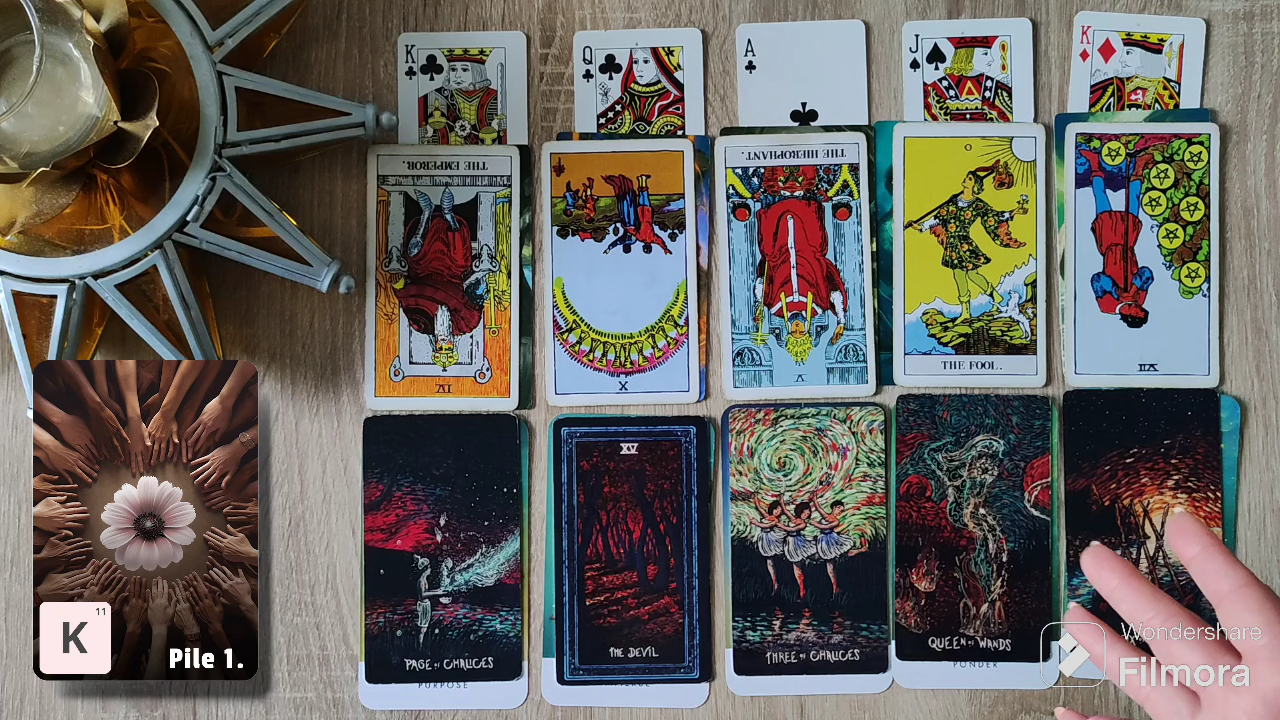 K
Q
A
J
K
THE EMPEROR.
IV
X
THE HIEROPHANT.
V
THE FOOL.
VII
PAGE of CHALICES
PURPOSE
XV
THE DEVIL
THREE of CHALICES
QUEEN of WANDS
PONDER
K
11
Pile 1.
Wondershare
Filmora